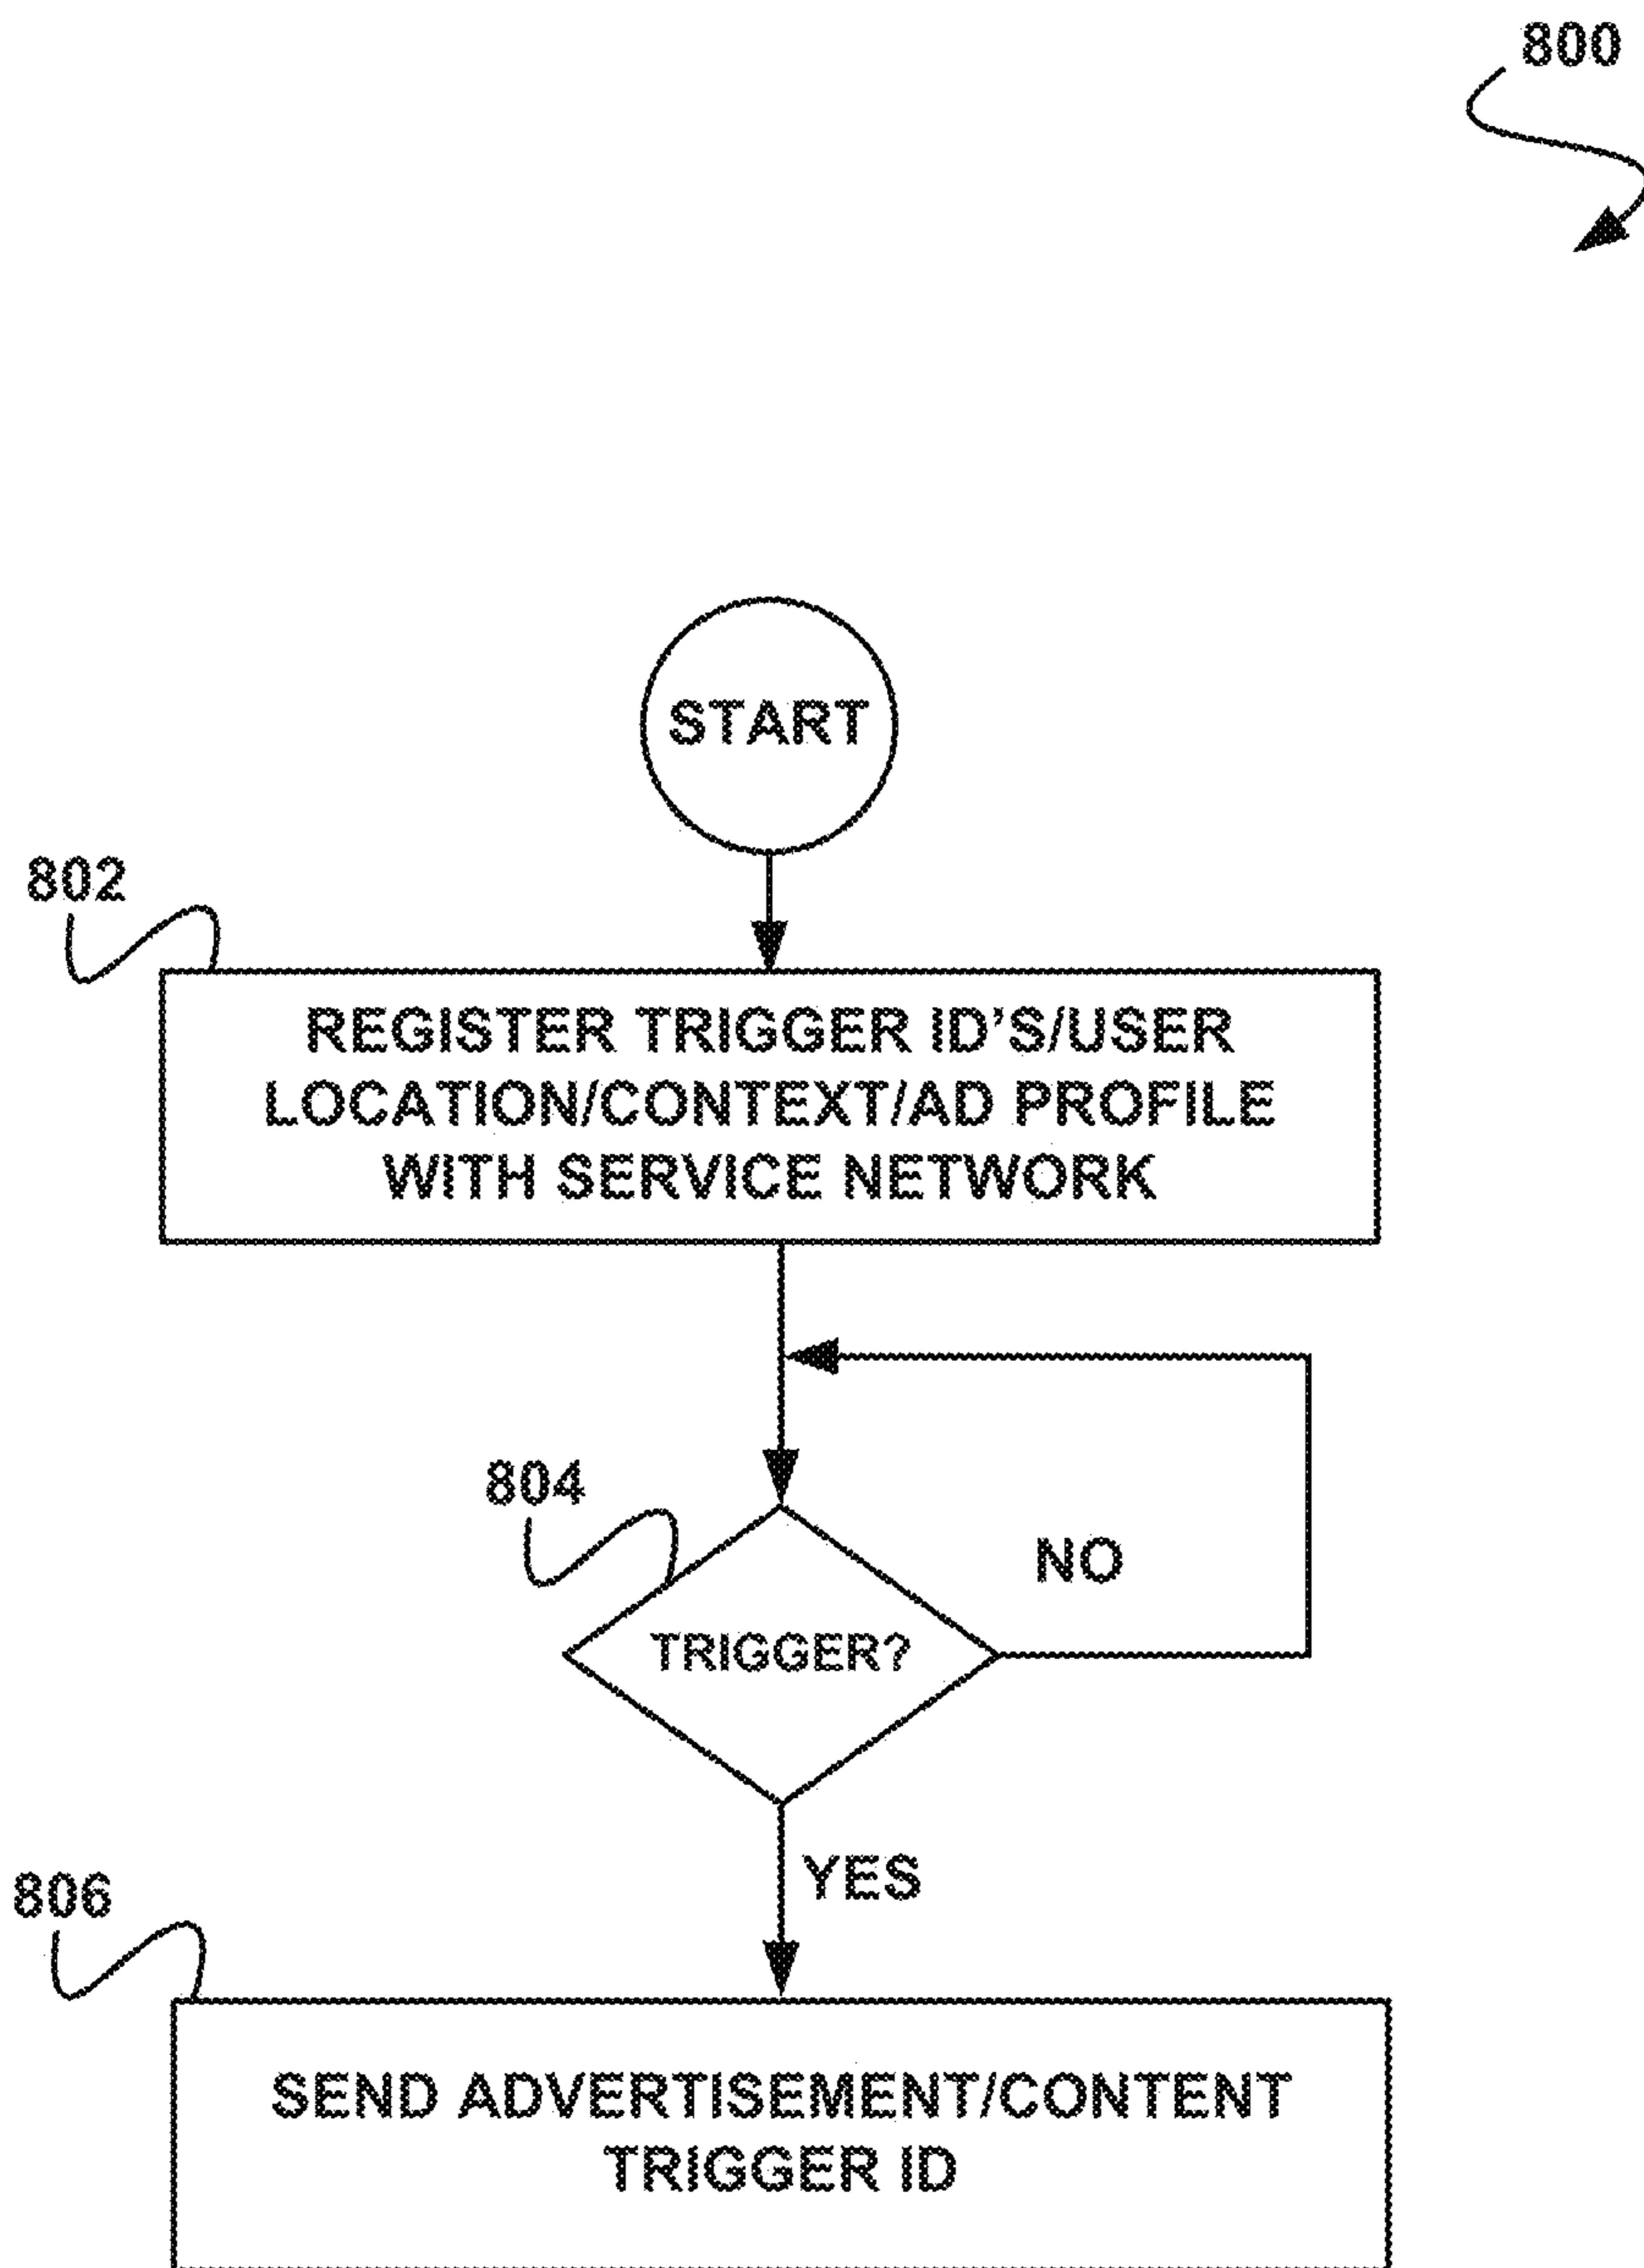 800
START
802
REGISTER TRIGGER ID'S/USER
LOCATION/CONTEXT/AD PROFILE
WITH SERVICE NETWORK
804
NO
TRIGGER?
YES
806
SEND ADVERTISEMENT/CONTENT
TRIGGER ID